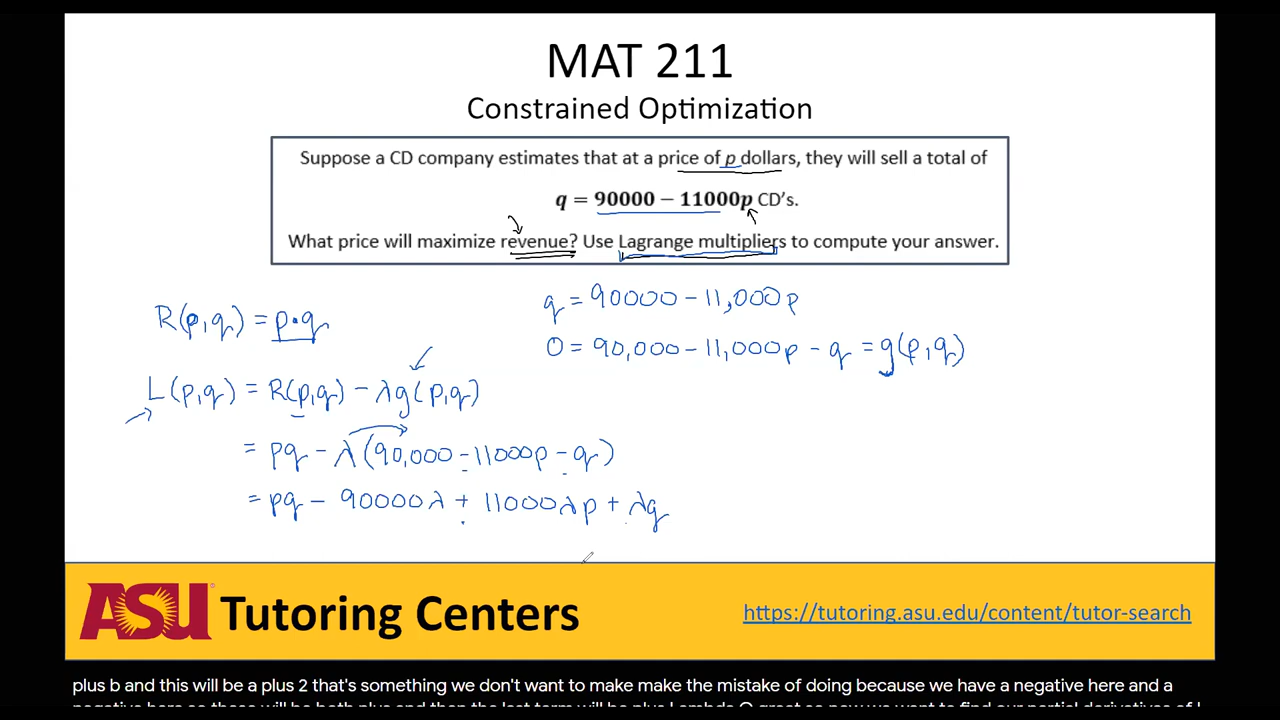 MAT 211
Constrained Optimization
Suppose a CD company estimates that at a price of p dollars, they will sell a total of
q = 90000 − 11000p CD's.
What price will maximize revenue? Use Lagrange multipliers to compute your answer.
R(p,q) = p·q
q = 90000 − 11,000p
0 = 90,000 − 11,000p − q = g(p,q)
L(p,q) = R(p,q) − λg(p,q)
= pq − λ(90,000 − 11000p − q)
= pq − 90000λ + 11000λp + λq
ASU Tutoring Centers
https://tutoring.asu.edu/content/tutor-search
plus b and this will be a plus 2 that's something we don't want to make make the mistake of doing because we have a negative here and a